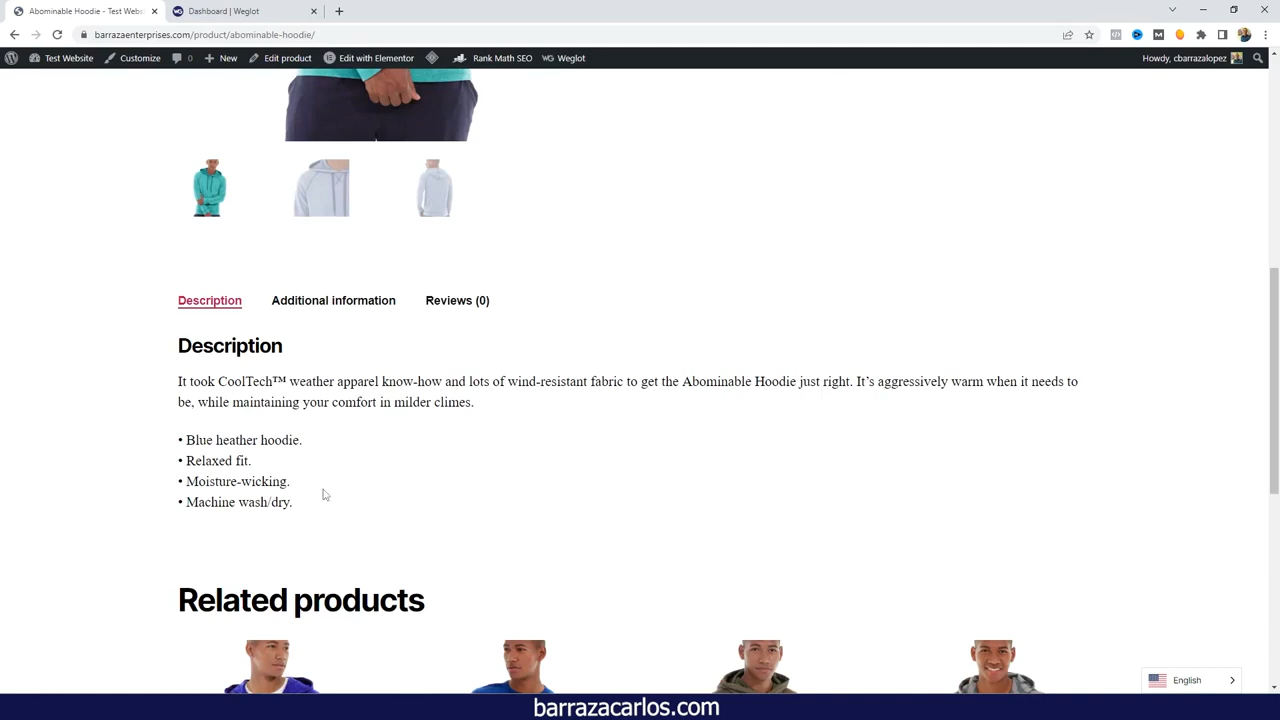 Abominable Hoodie - Test Webs
Dashboard | Weglot
barrazaenterprises.com/product/abominable-hoodie/
Test Website Customize 0 New Edit product Edit with Elementor Rank Math SEO WG Weglot Howdy, cbarrazalopez
Description Additional information Reviews (0)
Description
It took CoolTech™ weather apparel know-how and lots of wind-resistant fabric to get the Abominable Hoodie just right. It’s aggressively warm when it needs to
be, while maintaining your comfort in milder climes.
• Blue heather hoodie.
• Relaxed fit.
• Moisture-wicking.
• Machine wash/dry.
Related products
English
barrazacarlos.com